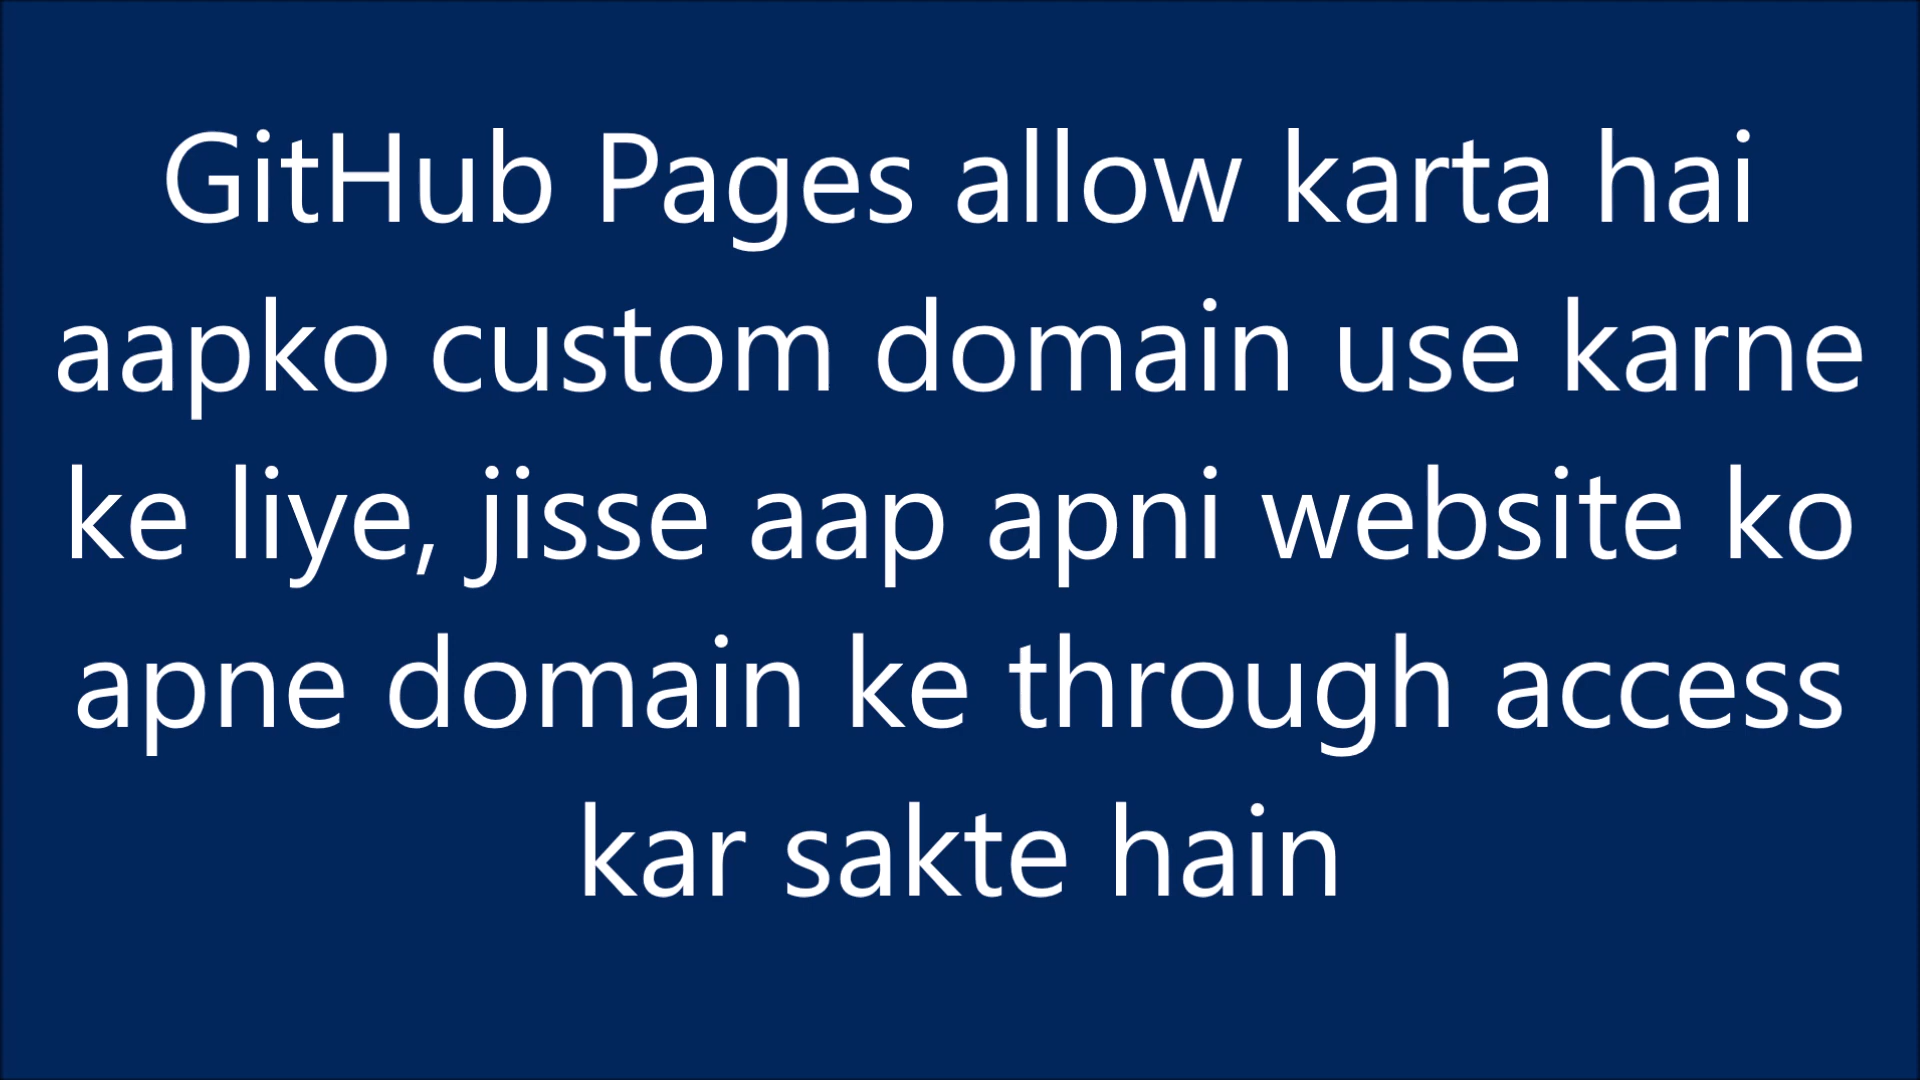 GitHub Pages allow karta hai
aapko custom domain use karne
ke liye, jisse aap apni website ko
apne domain ke through access
kar sakte hain